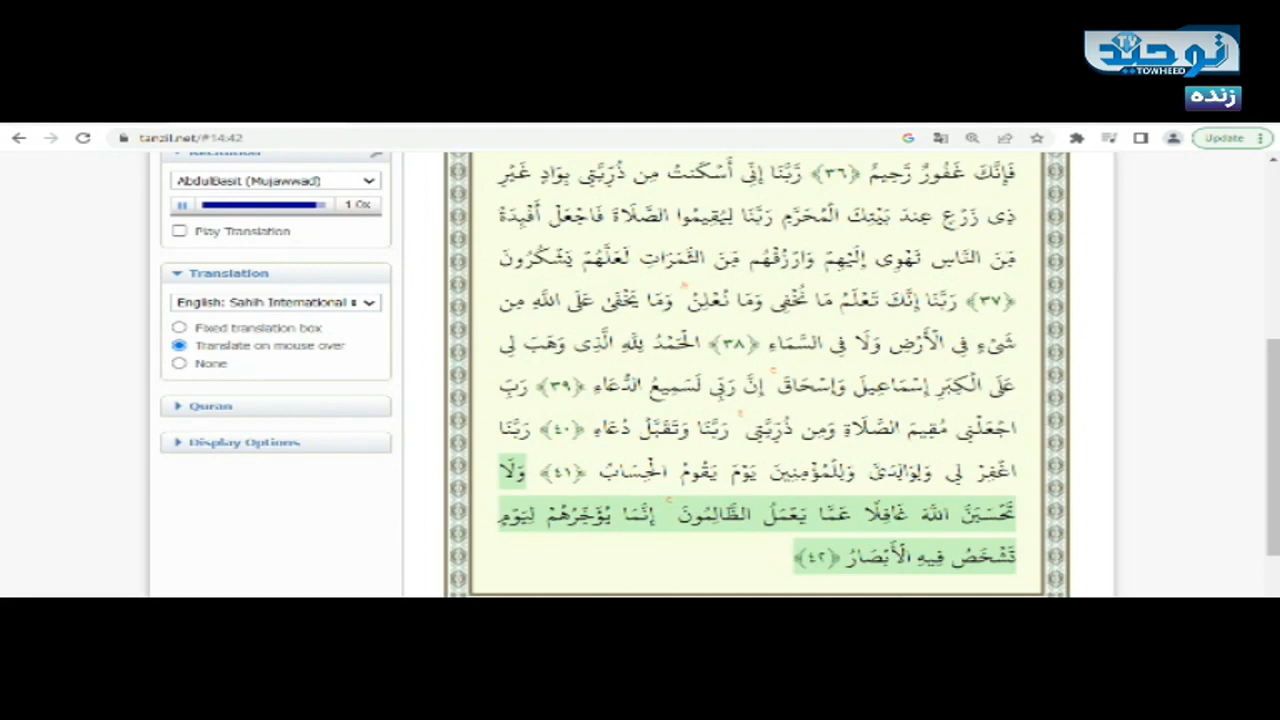 توحید
TV
TOWHEED
زنده
tanzil.net/#14:42
Update
Recitation
AbdulBasit (Mujawwad)
1.0x
Play Translation
Translation
English: Sahih International
Fixed translation box
Translate on mouse over
None
Quran
Display Options
فَإِنَّكَ غَفُورٌ رَّحِيمٌ ﴿٣٦﴾ رَّبَّنَا إِنِّي أَسْكَنتُ مِن ذُرِّيَّتِي بِوَادٍ غَيْرِ
ذِي زَرْعٍ عِندَ بَيْتِكَ الْمُحَرَّمِ رَبَّنَا لِيُقِيمُوا الصَّلَاةَ فَاجْعَلْ أَفْئِدَةً
مِّنَ النَّاسِ تَهْوِي إِلَيْهِمْ وَارْزُقْهُم مِّنَ الثَّمَرَاتِ لَعَلَّهُمْ يَشْكُرُونَ
﴿٣٧﴾ رَبَّنَا إِنَّكَ تَعْلَمُ مَا نُخْفِي وَمَا نُعْلِنُ ۗ وَمَا يَخْفَىٰ عَلَى اللَّهِ مِن
شَيْءٍ فِي الْأَرْضِ وَلَا فِي السَّمَاءِ ﴿٣٨﴾ الْحَمْدُ لِلَّهِ الَّذِي وَهَبَ لِي
عَلَى الْكِبَرِ إِسْمَاعِيلَ وَإِسْحَاقَ ۚ إِنَّ رَبِّي لَسَمِيعُ الدُّعَاءِ ﴿٣٩﴾ رَبِّ
اجْعَلْنِي مُقِيمَ الصَّلَاةِ وَمِن ذُرِّيَّتِي ۚ رَبَّنَا وَتَقَبَّلْ دُعَاءِ ﴿٤٠﴾ رَبَّنَا
اغْفِرْ لِي وَلِوَالِدَيَّ وَلِلْمُؤْمِنِينَ يَوْمَ يَقُومُ الْحِسَابُ ﴿٤١﴾ وَلَا
تَحْسَبَنَّ اللَّهَ غَافِلًا عَمَّا يَعْمَلُ الظَّالِمُونَ ۚ إِنَّمَا يُؤَخِّرُهُمْ لِيَوْمٍ
تَشْخَصُ فِيهِ الْأَبْصَارُ ﴿٤٢﴾